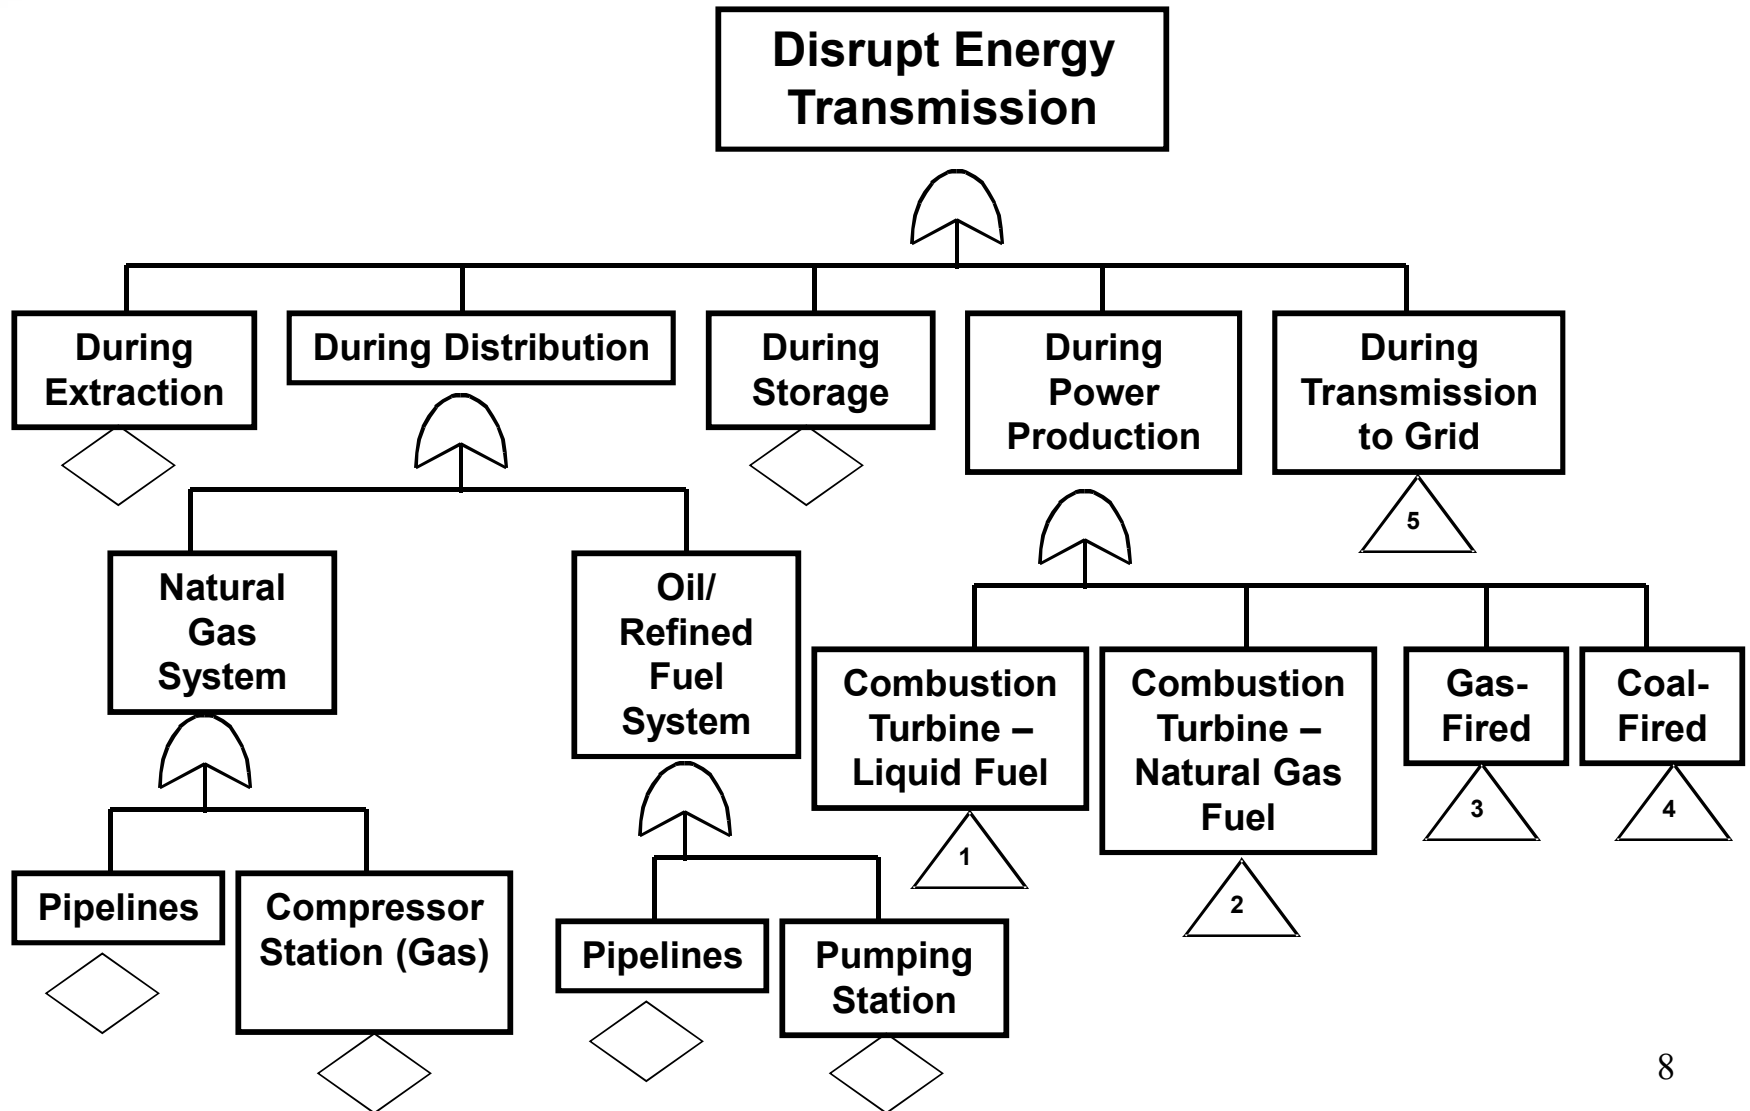 Disrupt Energy
Transmission
During
Extraction
During Distribution
During
Storage
During
Power
Production
During
Transmission
to Grid
5
Natural
Gas
System
Oil/
Refined
Fuel
System
Combustion
Turbine –
Liquid Fuel
1
Combustion
Turbine –
Natural Gas
Fuel
2
Gas-
Fired
3
Coal-
Fired
4
Pipelines
Compressor
Station (Gas)
Pipelines
Pumping
Station
8